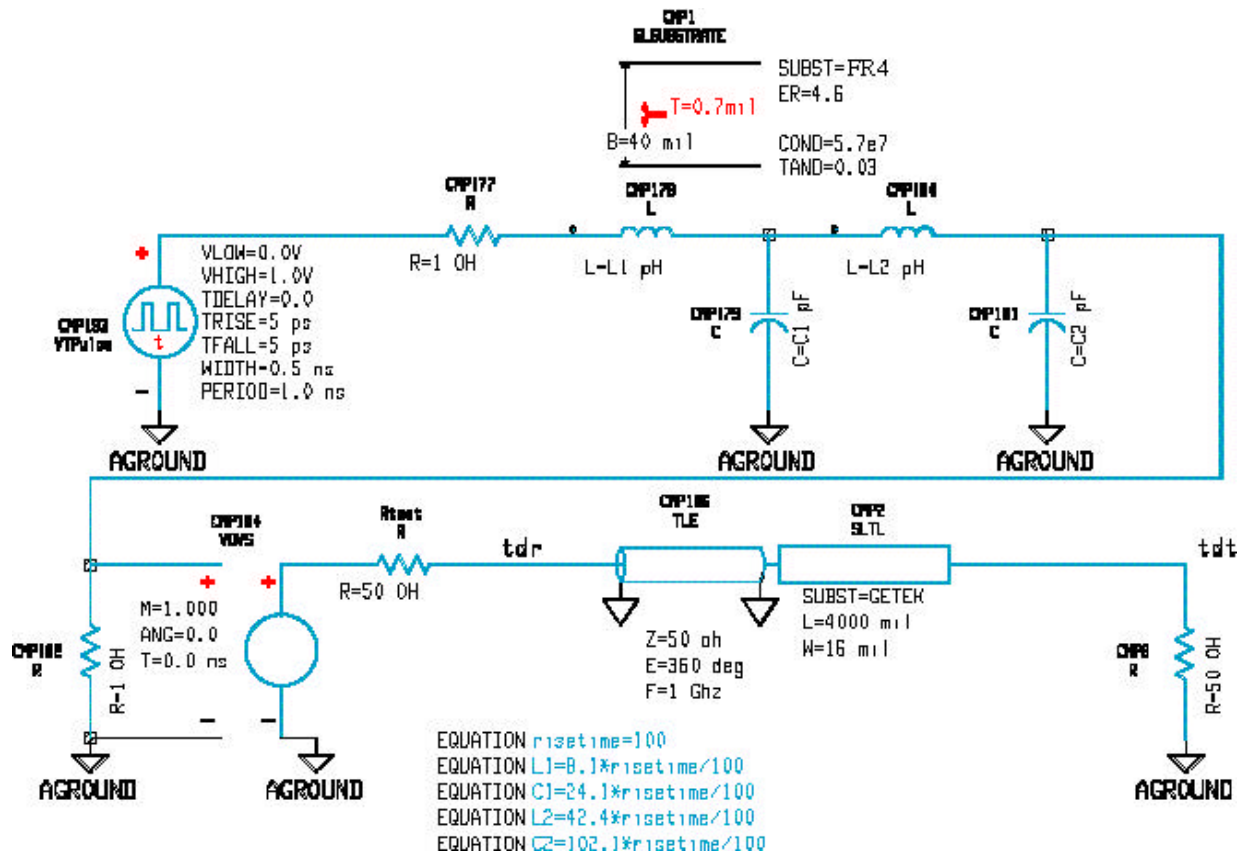 CMP1
SLSUBSTRATE
SUBST=FR4
ER=4.6
T=0.7mil
B=40 mil
COND=5.7e7
TAND=0.03
CMP177
R
R=1 OH
CMP178
L
L=L1 pH
L
L=L2 pH
+
VLOW=0.0V
VHIGH=1.0V
TDELAY=0.0
TRISE=5 ps
TFALL=5 ps
WIDTH=0.5 ns
PERIOD=1.0 ns
VTPulse
t
-
CMP179
C
C=C1 pF
C
C=C2 pF
AGROUND
AGROUND
AGROUND
VCVS
+
+
M=1.000
ANG=0.0
T=0.0 ns
-
-
Rtest
R
R=50 OH
tdr
TLE
Z=50 oh
E=360 deg
F=1 Ghz
CMP2
SLTL
SUBST=GETEK
L=4000 mil
W=16 mil
tdt
R
R=1 OH
R
R=50 OH
AGROUND
AGROUND
AGROUND
EQUATION risetime=100
EQUATION L1=8.1*risetime/100
EQUATION C1=24.1*risetime/100
EQUATION L2=42.4*risetime/100
EQUATION C2=102.1*risetime/100